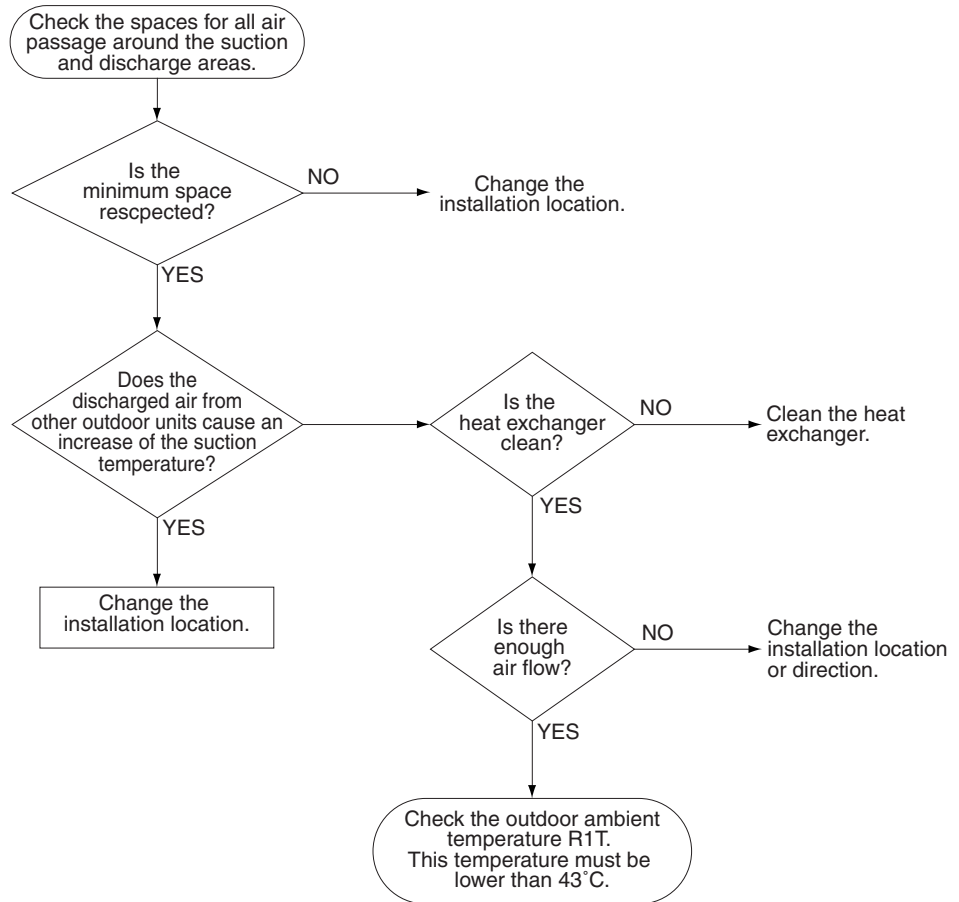 Check the spaces for all air
passage around the suction
and discharge areas.
Is the
minimum space
rescpected?
NO
Change the
installation location.
YES
Does the
discharged air from
other outdoor units cause an
increase of the suction
temperature?
Is the
heat exchanger
clean?
NO
Clean the heat
exchanger.
YES
YES
Change the
installation location.
Is there
enough
air flow?
NO
Change the
installation location
or direction.
YES
Check the outdoor ambient
temperature R1T.
This temperature must be
lower than 43˚C.